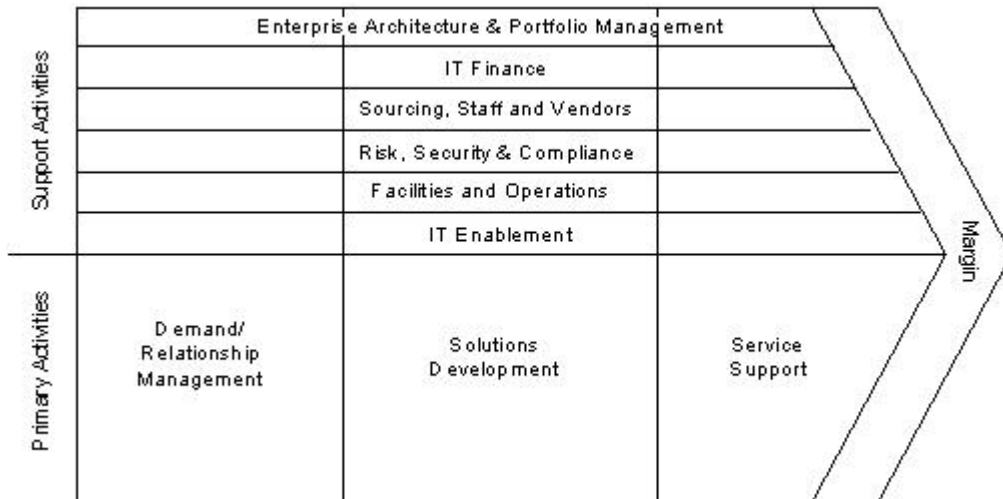 Support Activities
Enterprise Architecture & Portfolio Management
IT Finance
Sourcing, Staff and Vendors
Risk, Security & Compliance
Facilities and Operations
IT Enablement
Margin
Primary Activities
Demand/
Relationship
Management
Solutions
Development
Service
Support